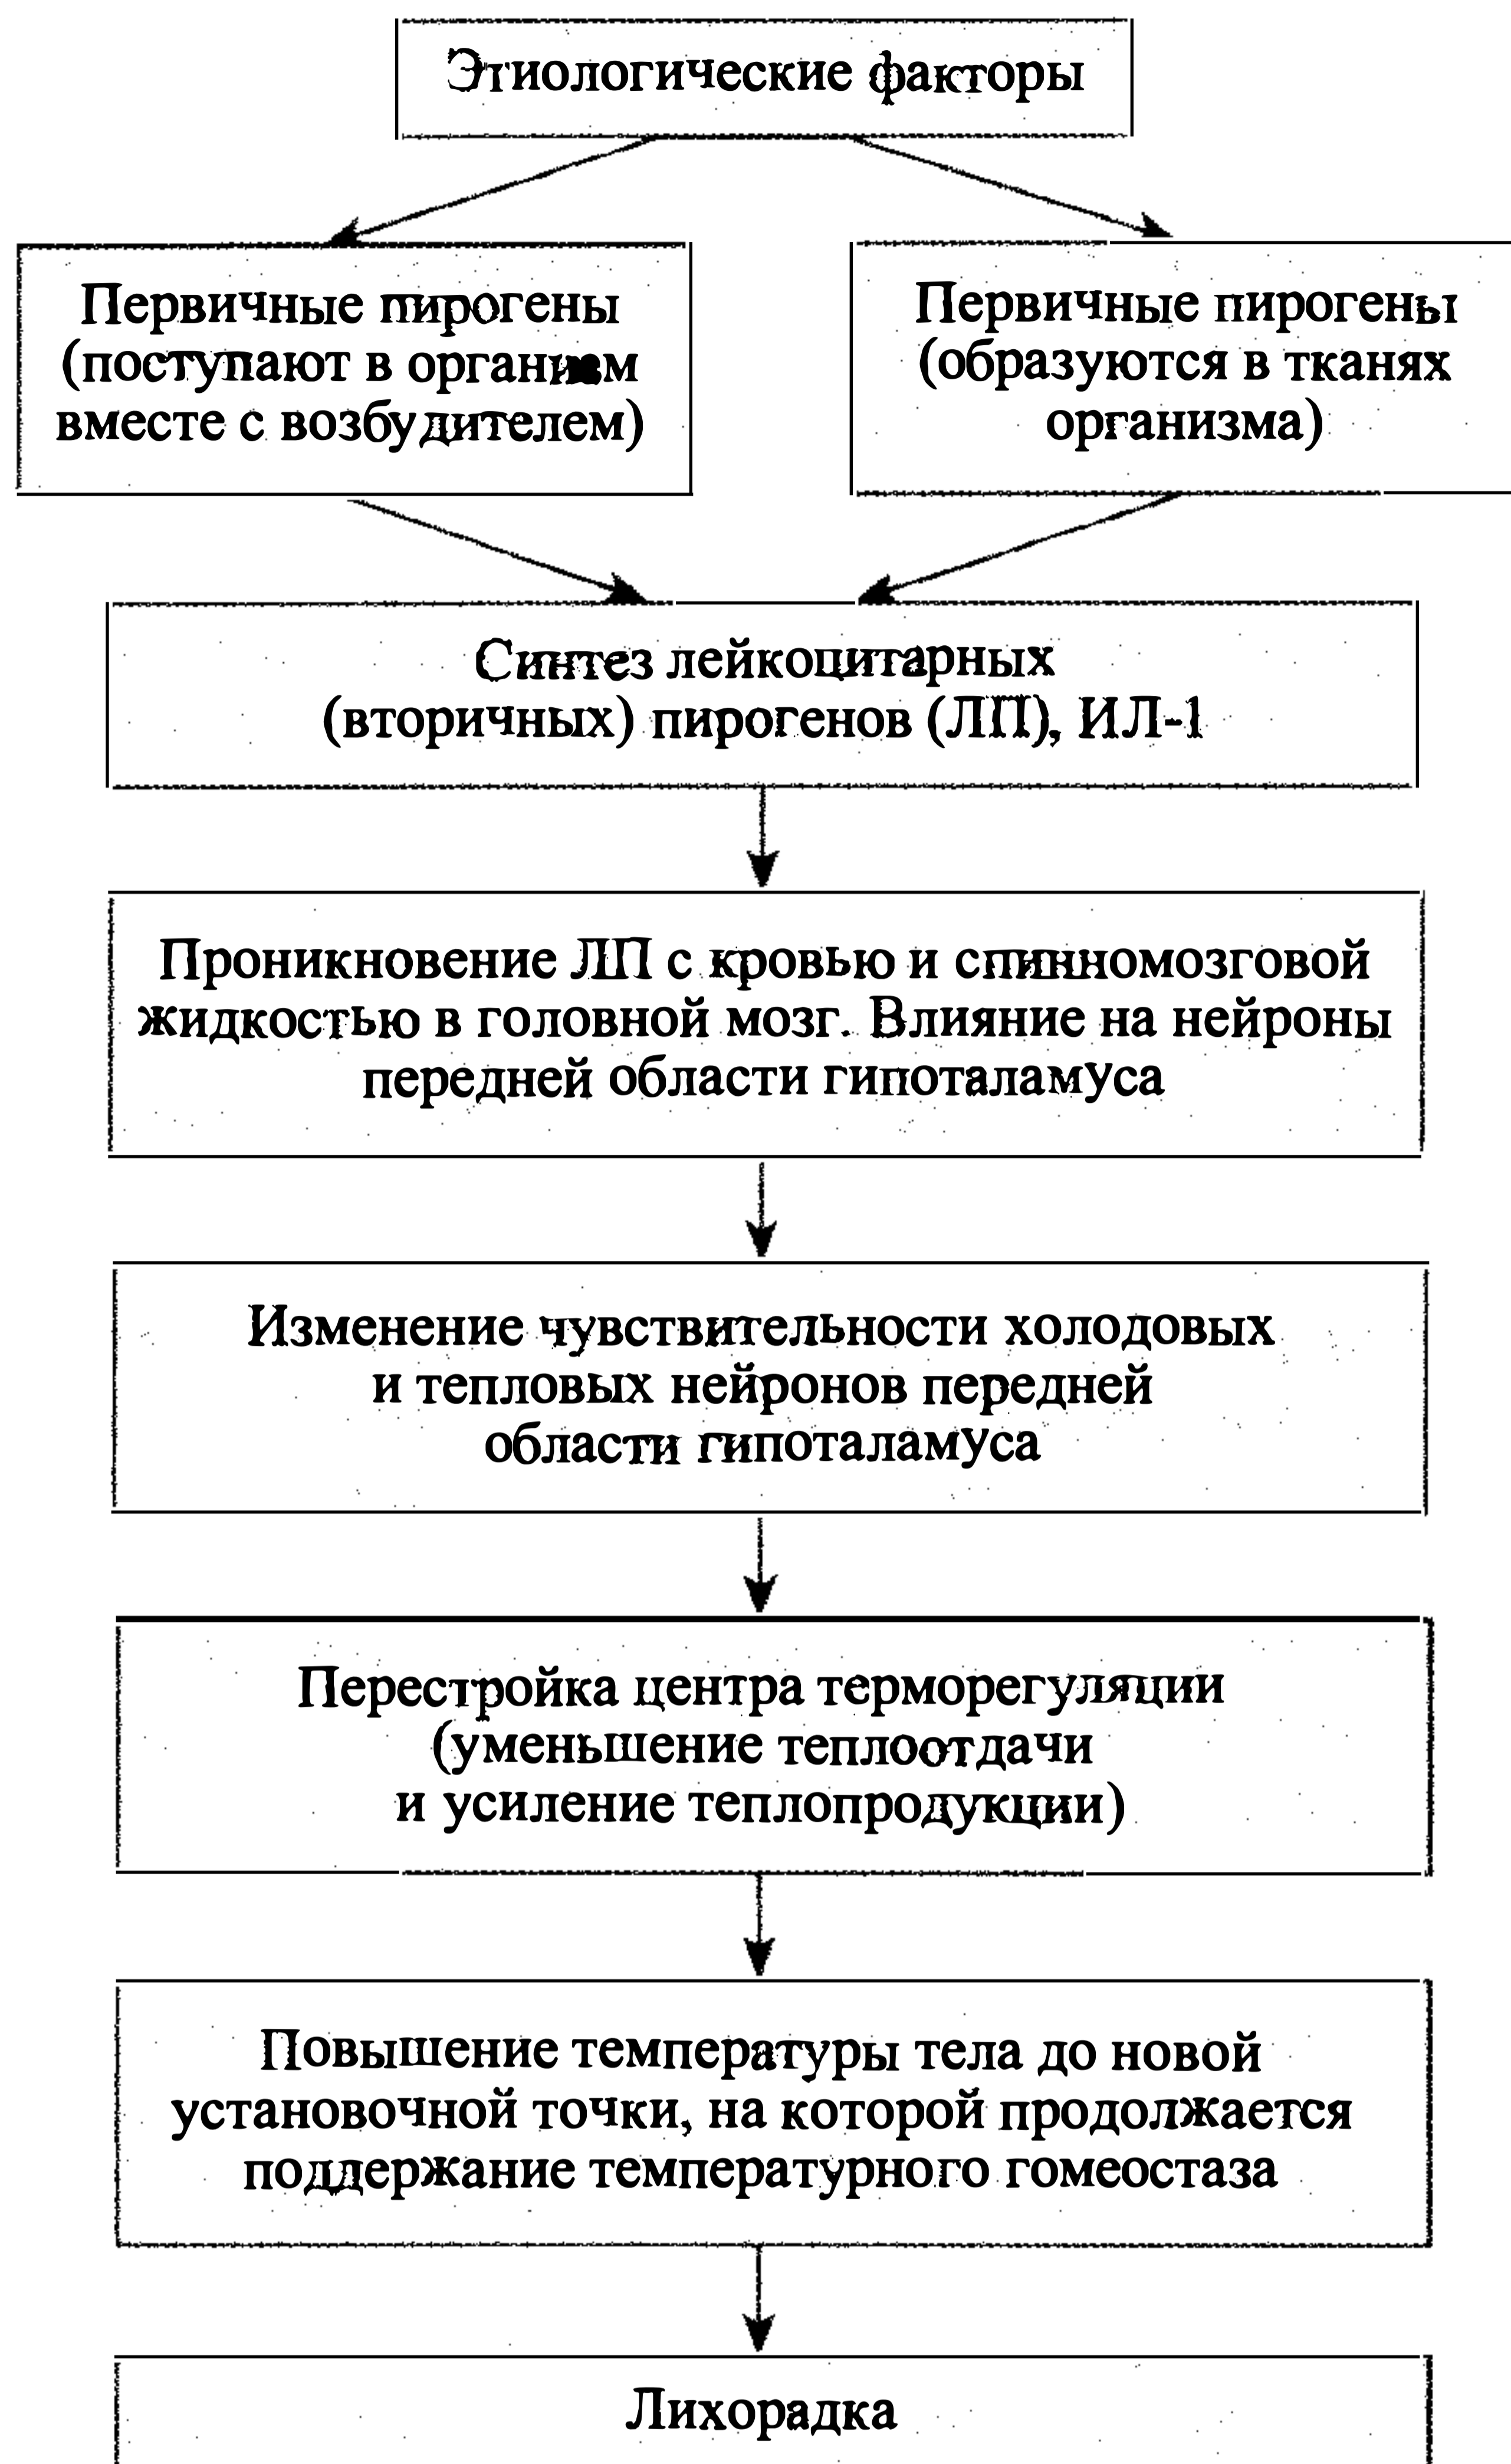 Этиологические факторы
Первичные пирогены
(поступают в организм
вместе с возбудителем)
Первичные пирогены
(образуются в тканях
организма)
Синтез лейкоцитарных
(вторичных) пирогенов (ЛП), ИЛ-1
Проникновение ЛП с кровью и спинномозговой
жидкостью в головной мозг. Влияние на нейроны
передней области гипоталамуса
Изменение чувствительности холодовых
и тепловых нейронов передней
области гипоталамуса
Перестройка центра терморегуляции
(уменьшение теплоотдачи
и усиление теплопродукции)
Повышение температуры тела до новой
установочной точки, на которой продолжается
поддержание температурного гомеостаза
Лихорадка